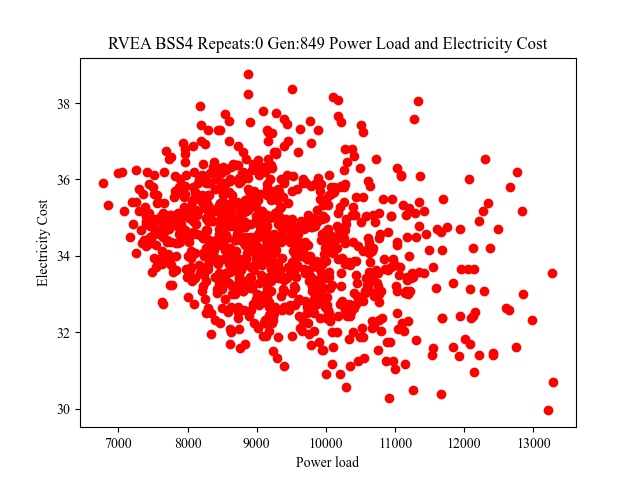 RVEA BSS4 Repeats:0 Gen:849 Power Load and Electricity Cost
38
36
34
32
30
Electricity Cost
7000 8000 9000 10000 11000 12000 13000
Power load